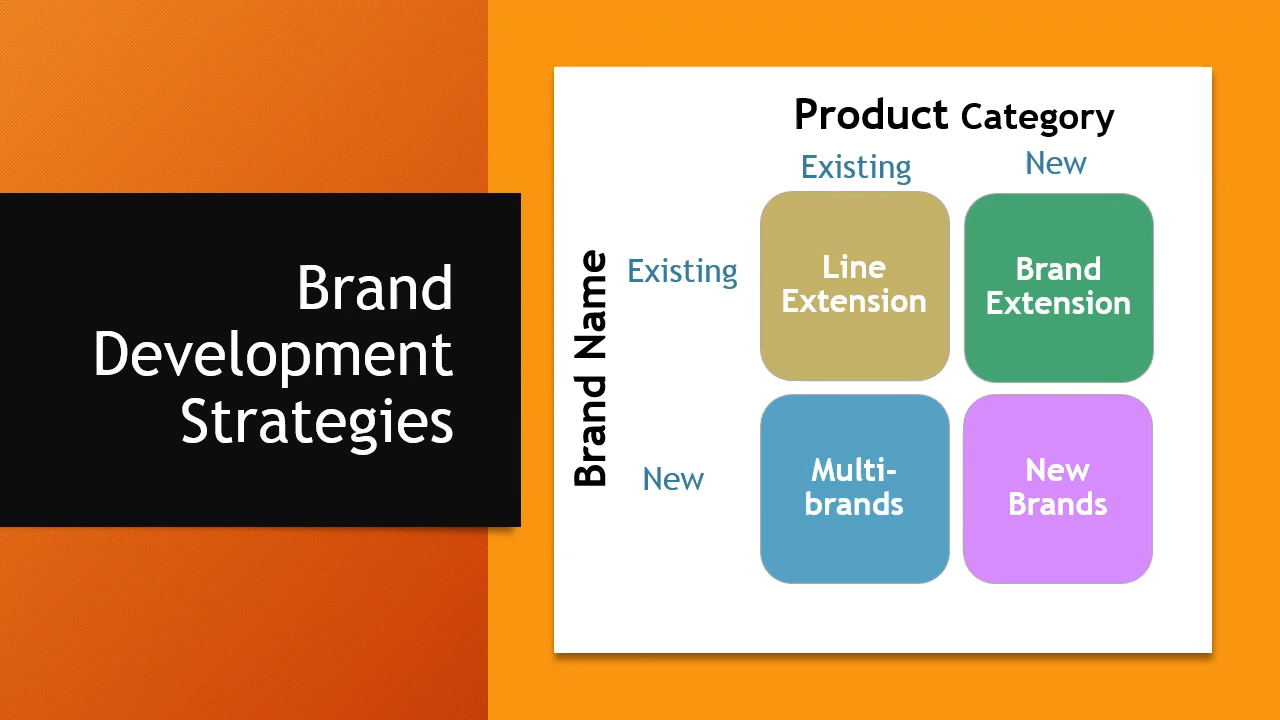 Brand
Development
Strategies
Product Category
Existing
New
Brand Name
Existing
Line
Extension
Brand
Extension
New
Multi-
brands
New
Brands